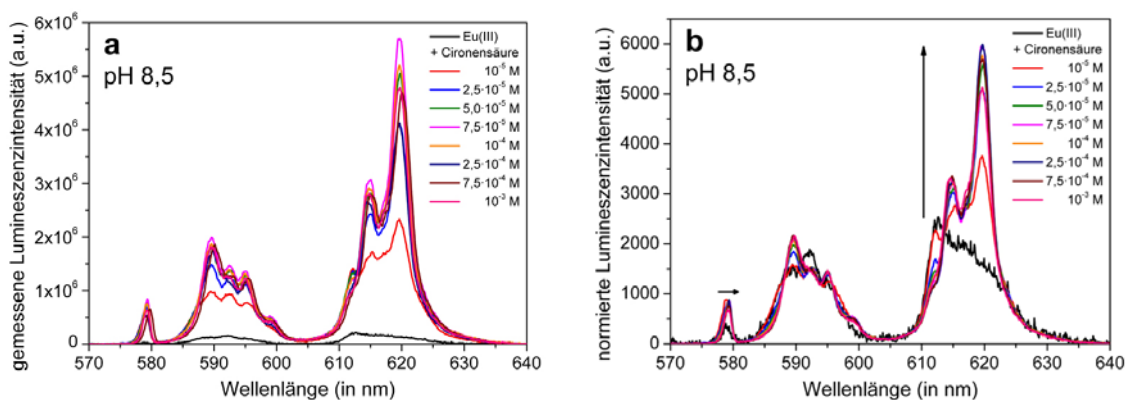 a
pH 8,5
gemessene Lumineszenzintensität (a.u.)
6x10⁶
5x10⁶
4x10⁶
3x10⁶
2x10⁶
1x10⁶
0
570 580 590 600 610 620 630 640
Wellenlänge (in nm)
Eu(III)
+ Cironensäure
10⁻⁵ M
2,5·10⁻⁵ M
5,0·10⁻⁵ M
7,5·10⁻⁵ M
10⁻⁴ M
2,5·10⁻⁴ M
7,5·10⁻⁴ M
10⁻³ M
b
pH 8,5
normierte Lumineszenzintensität (a.u.)
6000
5000
4000
3000
2000
1000
0
570 580 590 600 610 620 630 640
Wellenlänge (in nm)
Eu(III)
+ Cironensäure
10⁻⁵ M
2,5·10⁻⁵ M
5,0·10⁻⁵ M
7,5·10⁻⁵ M
10⁻⁴ M
2,5·10⁻⁴ M
7,5·10⁻⁴ M
10⁻³ M